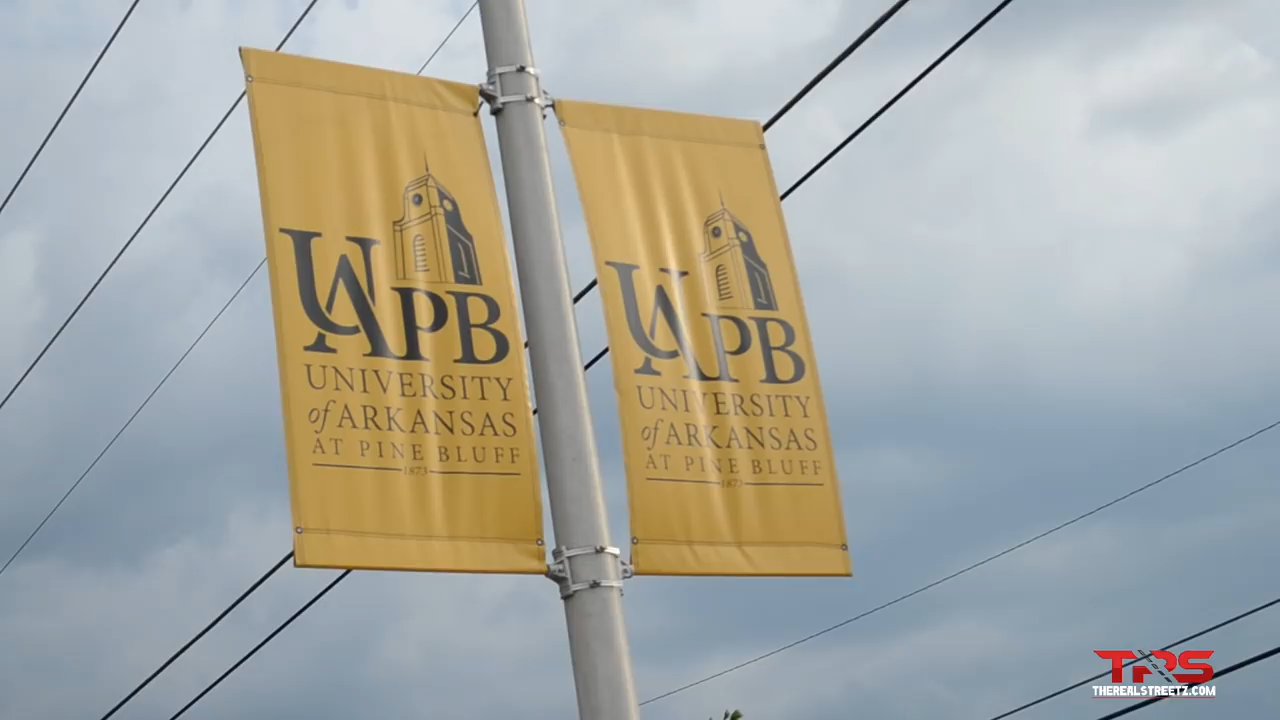 UAPB
UNIVERSITY
of ARKANSAS
AT PINE BLUFF
1873
UAPB
UNIVERSITY
of ARKANSAS
AT PINE BLUFF
1873
TRS
THEREALSTREETZ.COM